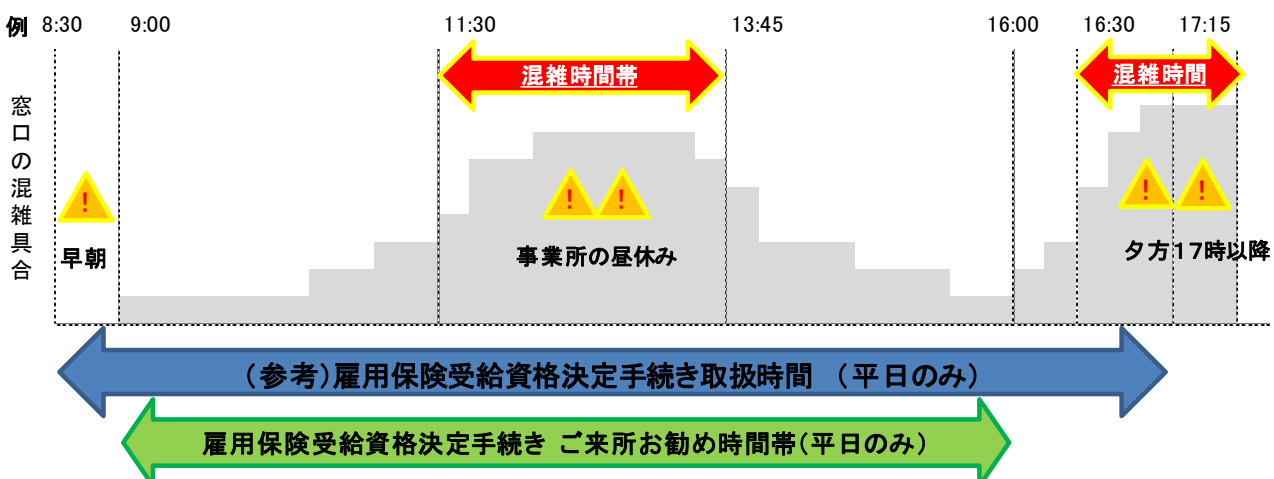 例 8:30 9:00 11:30 13:45 16:00 16:30 17:15
混雑時間帯 混雑時間
窓口の混雑具合
! ! ! ! !
早朝 事業所の昼休み 夕方17時以降
(参考)雇用保険受給資格決定手続き取扱時間 (平日のみ)
雇用保険受給資格決定手続き ご来所お勧め時間帯(平日のみ)